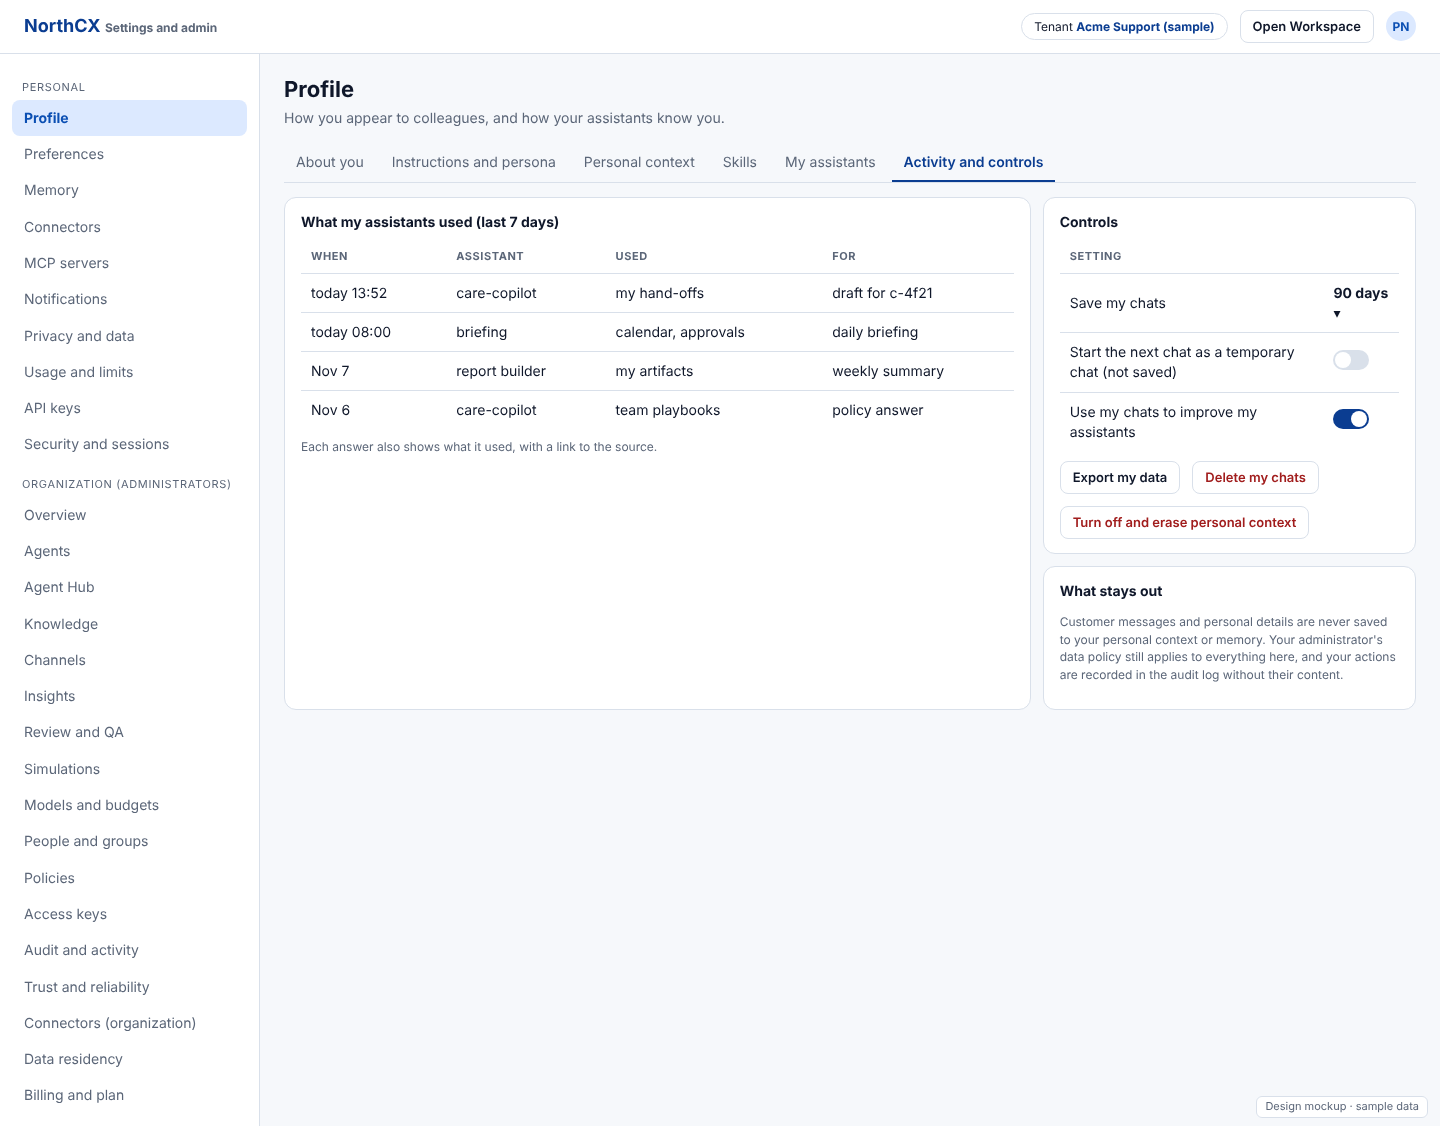 NorthCX Settings and admin
Tenant Acme Support (sample)
Open Workspace
PN
PERSONAL
Profile
Preferences
Memory
Connectors
MCP servers
Notifications
Privacy and data
Usage and limits
API keys
Security and sessions
ORGANIZATION (ADMINISTRATORS)
Overview
Agents
Agent Hub
Knowledge
Channels
Insights
Review and QA
Simulations
Models and budgets
People and groups
Policies
Access keys
Audit and activity
Trust and reliability
Connectors (organization)
Data residency
Billing and plan
Profile
How you appear to colleagues, and how your assistants know you.
About you Instructions and persona Personal context Skills My assistants Activity and controls
What my assistants used (last 7 days)
WHEN ASSISTANT USED FOR
today 13:52 care-copilot my hand-offs draft for c-4f21
today 08:00 briefing calendar, approvals daily briefing
Nov 7 report builder my artifacts weekly summary
Nov 6 care-copilot team playbooks policy answer
Each answer also shows what it used, with a link to the source.
Controls
SETTING
Save my chats 90 days ▾
Start the next chat as a temporary
chat (not saved)
Use my chats to improve my
assistants
Export my data Delete my chats
Turn off and erase personal context
What stays out
Customer messages and personal details are never saved
to your personal context or memory. Your administrator's
data policy still applies to everything here, and your actions
are recorded in the audit log without their content.
Design mockup · sample data